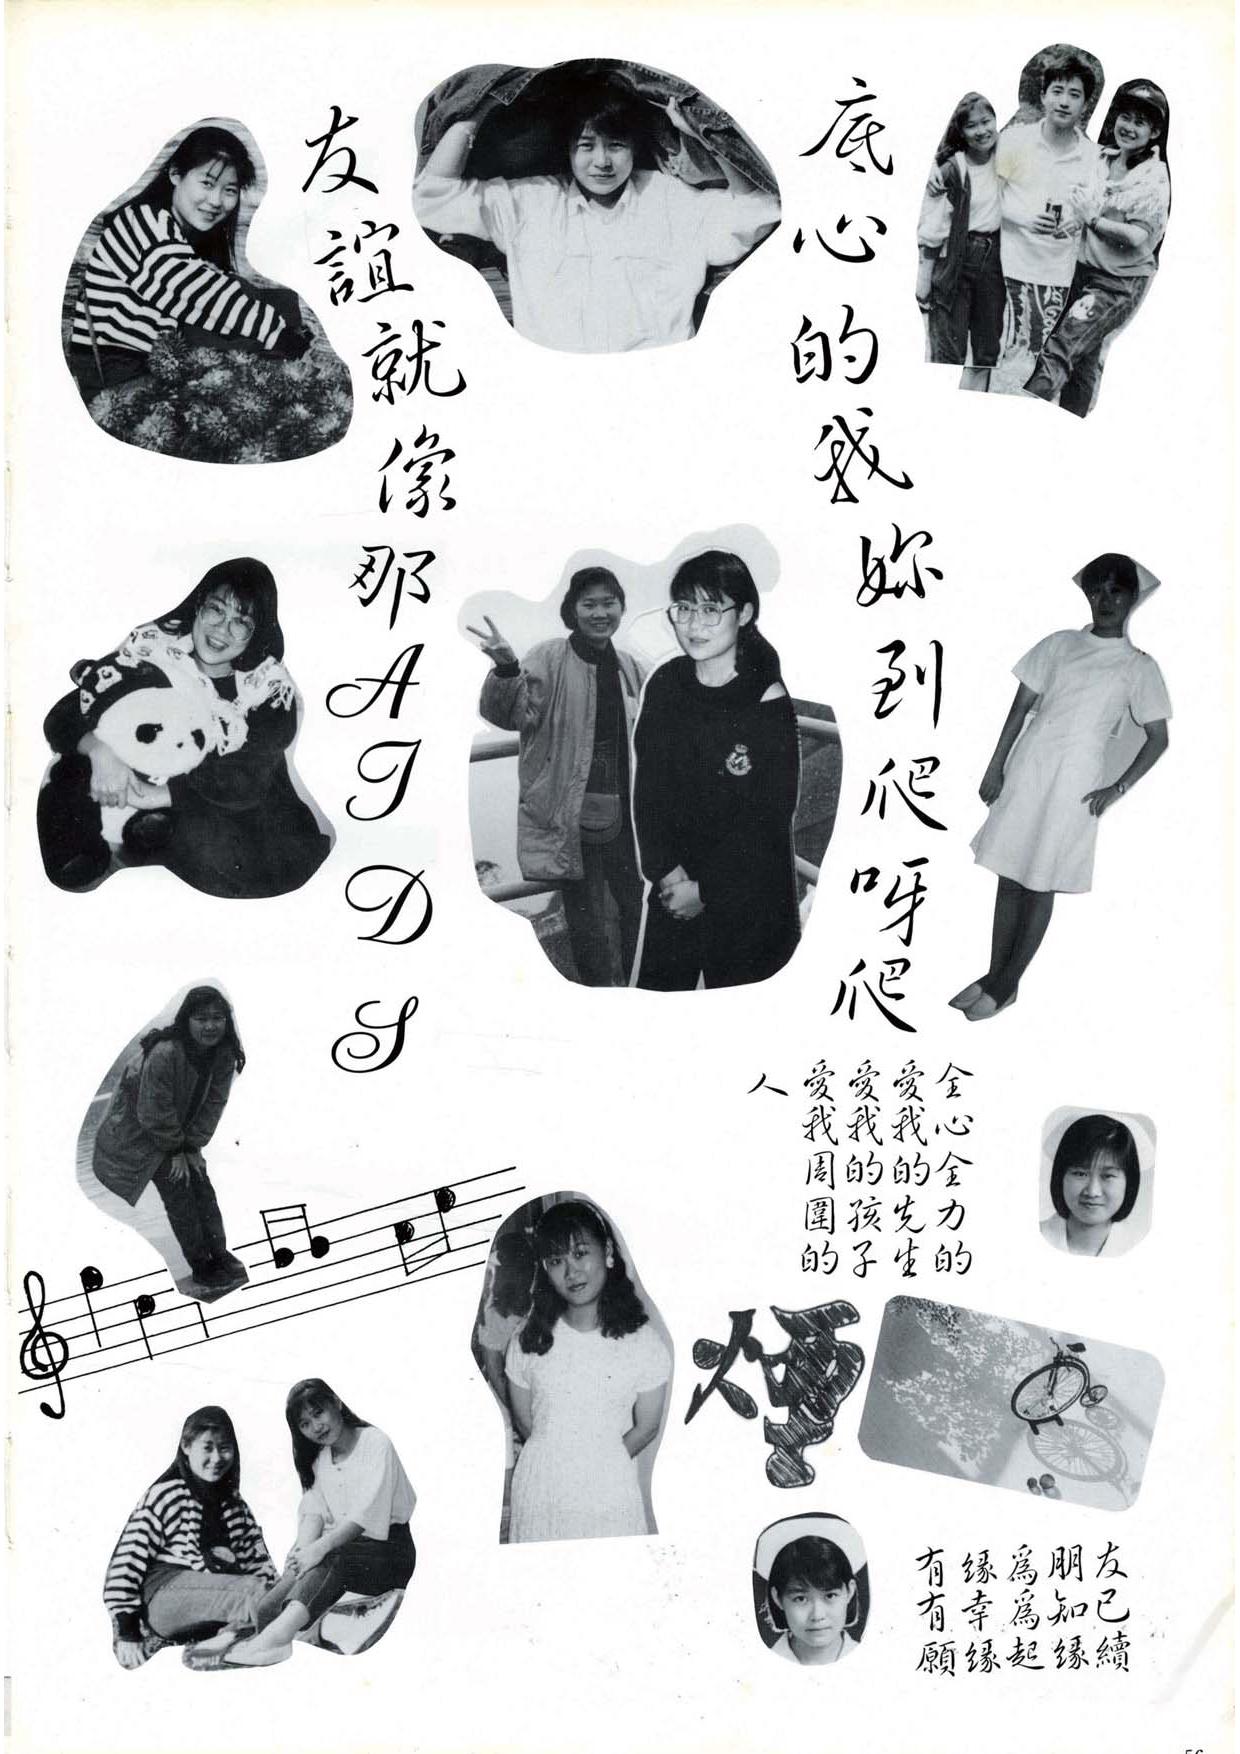 友誼就像那AIDS
爬呀爬到妳我的心底
全心全力的
愛我的先生
愛我的孩子
愛我周圍的
人
有緣為朋友
有幸為知已
願緣起緣續